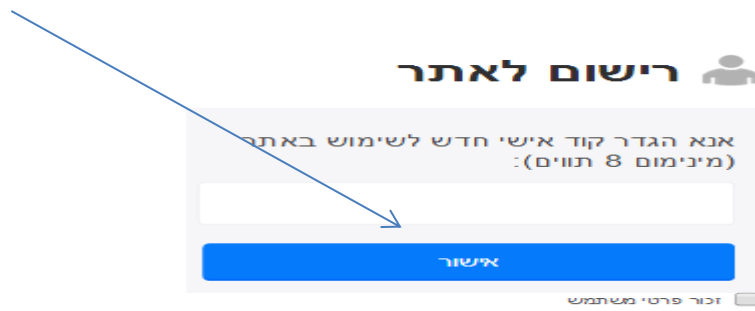 רישום לאתר
אנא הגדר קוד אישי חדש לשימוש באתר
(מינימום 8 תווים):
אישור
זכור פרטי משתמש